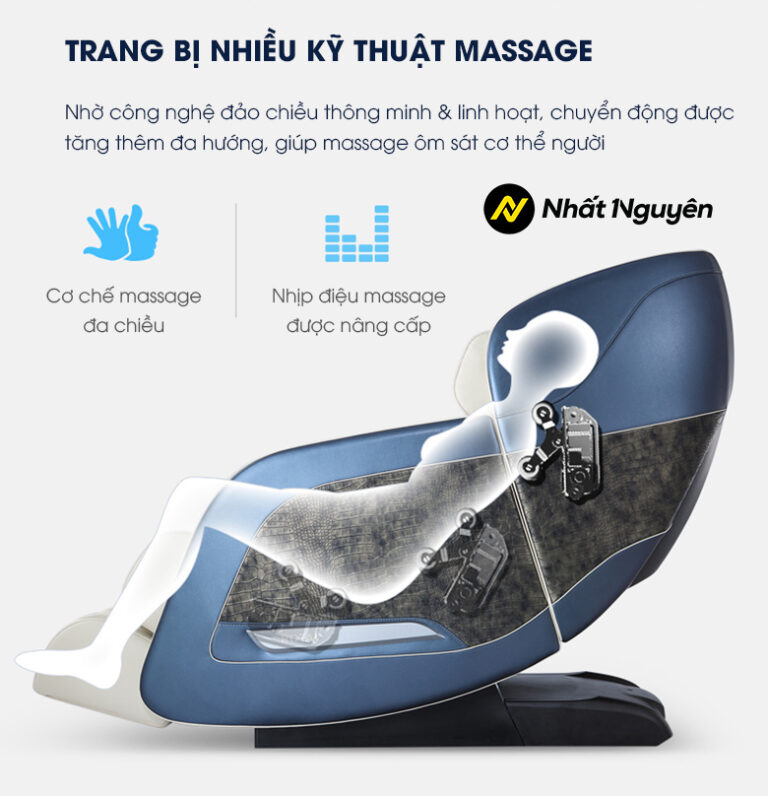 TRANG BỊ NHIỀU KỸ THUẬT MASSAGE
Nhờ công nghệ đảo chiều thông minh & linh hoạt, chuyển động được
tăng thêm đa hướng, giúp massage ôm sát cơ thể người
Nhất 1Nguyên
Cơ chế massage
đa chiều
Nhịp điệu massage
được nâng cấp